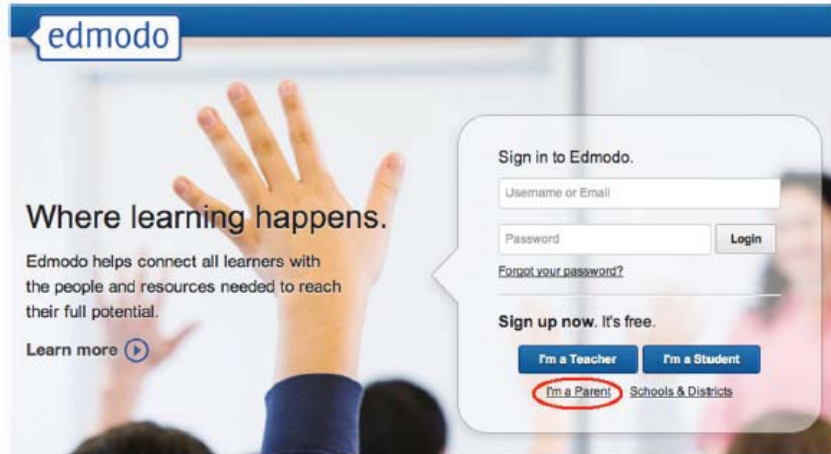 edmodo
Where learning happens.
Edmodo helps connect all learners with
the people and resources needed to reach
their full potential.
Learn more
Sign in to Edmodo.
Username or Email
Password
Login
Forgot your password?
Sign up now. It's free.
I'm a Teacher
I'm a Student
I'm a Parent
Schools & Districts